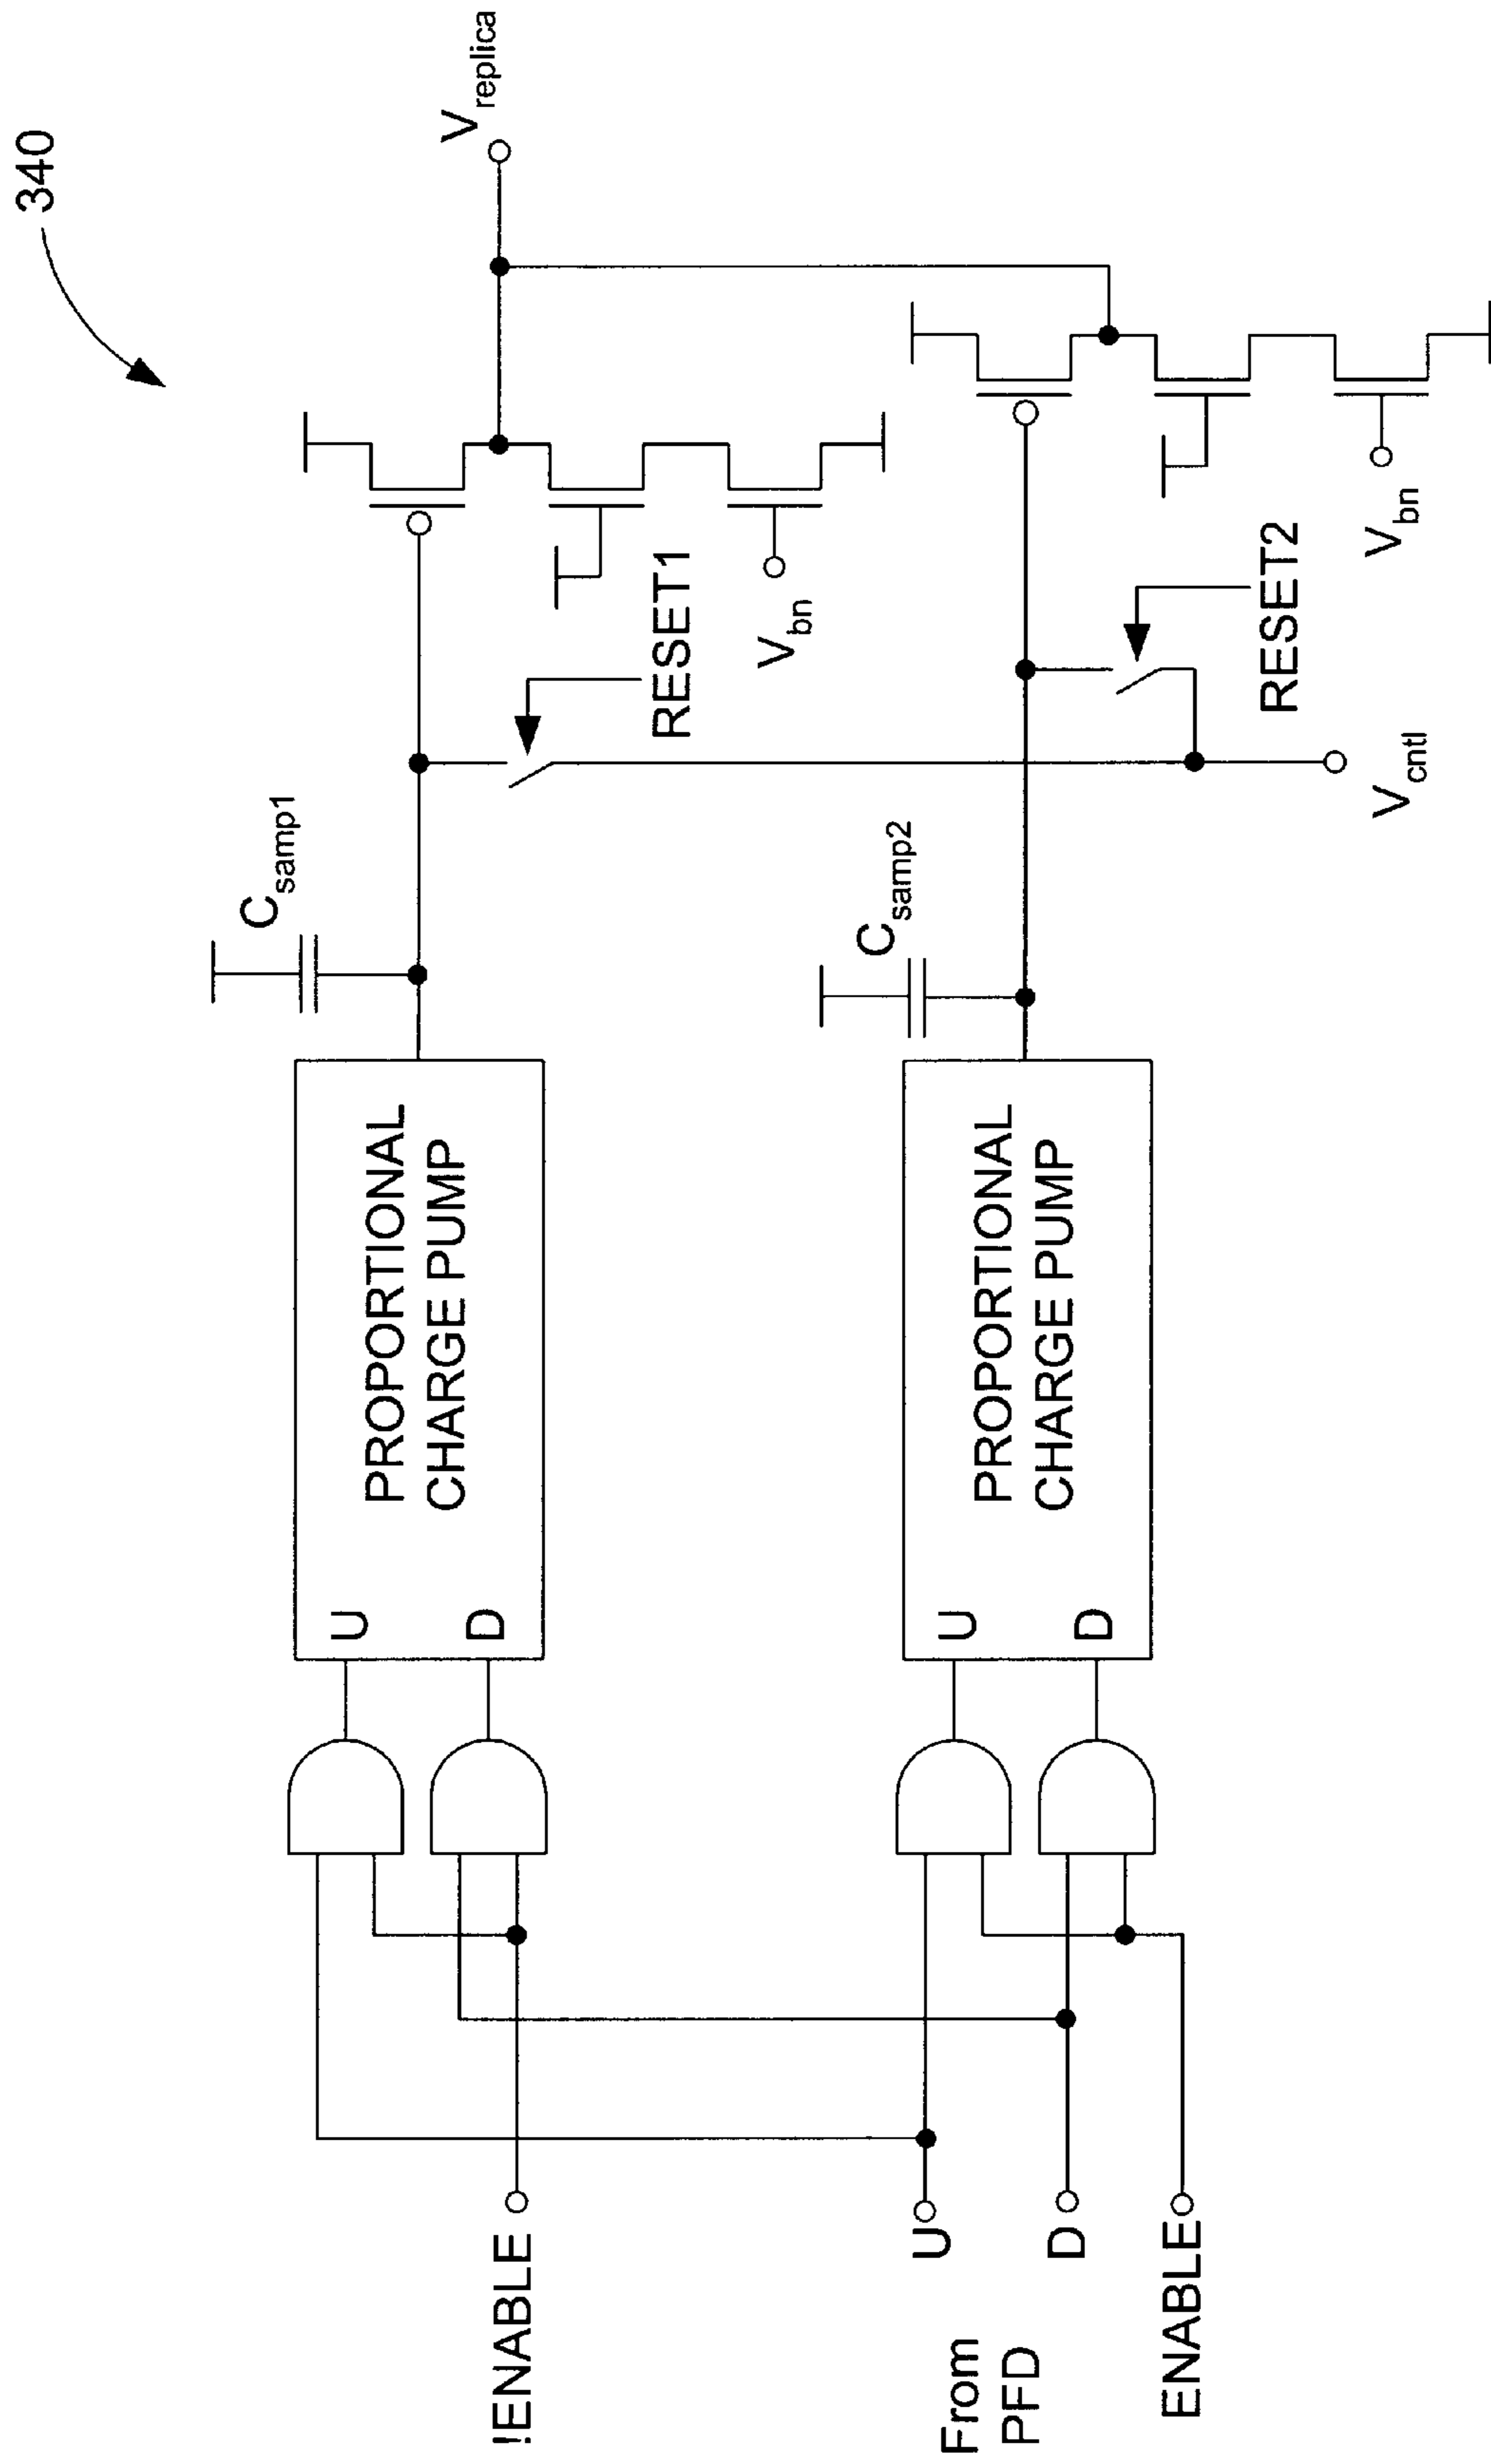 340
V_replica
C_samp1
PROPORTIONAL
CHARGE PUMP
U
D
RESET1
V_bn
!ENABLE
C_samp2
PROPORTIONAL
CHARGE PUMP
U
D
RESET2
V_bn
V_cntl
U
D
From
PFD
ENABLE